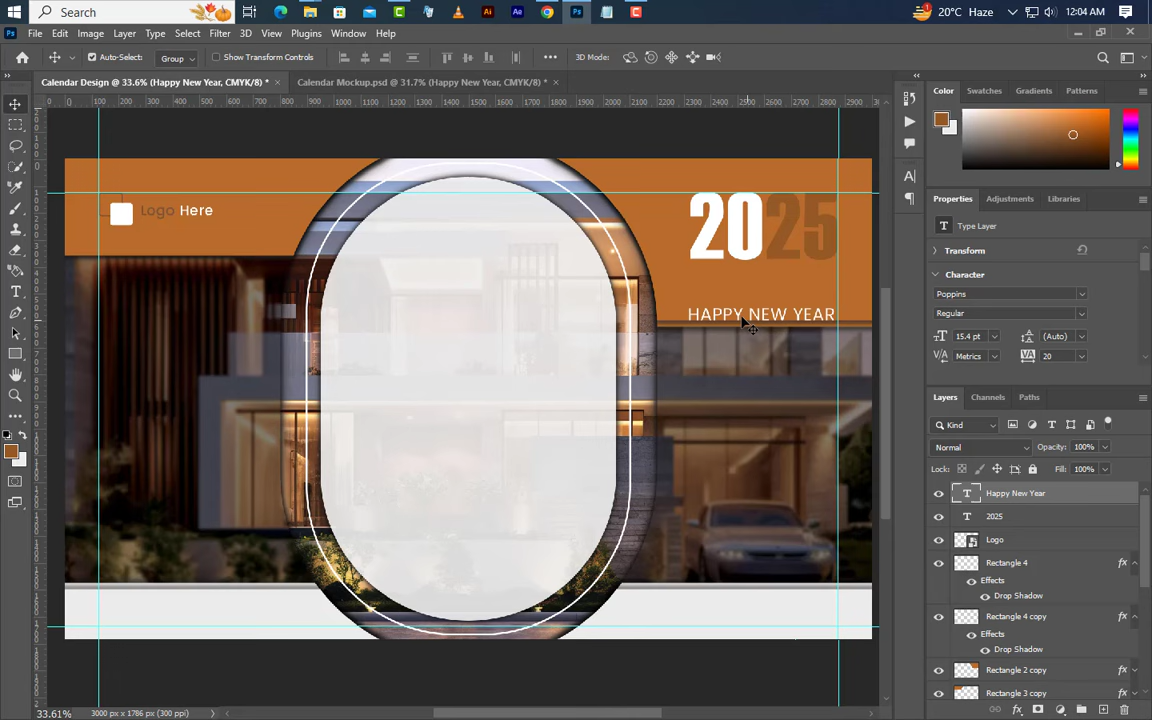 Search
20°C Haze
12:04 AM
File Edit Image Layer Type Select Filter 3D View Plugins Window Help
Auto-Select: Group Show Transform Controls 3D Mode:
Calendar Design @ 33.6% (Happy New Year, CMYK/8) * Calendar Mockup.psd @ 31.7% (Happy New Year, CMYK/8) *
Color Swatches Gradients Patterns
Properties Adjustments Libraries
Type Layer
Transform
Character
Poppins
Regular
15.4 pt (Auto)
Metrics 20
Layers Channels Paths
Kind
Normal Opacity: 100%
Lock: Fill: 100%
Happy New Year
2025
Logo
Rectangle 4
Effects
Drop Shadow
Rectangle 4 copy
Effects
Drop Shadow
Rectangle 2 copy
Rectangle 3 copy
Logo Here
2025
HAPPY NEW YEAR
33.61% 3000 px x 1786 px (300 ppi)